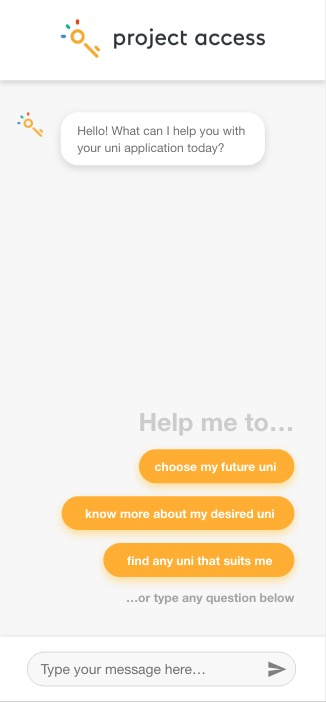 project access
Hello! What can I help you with
your uni application today?
Help me to...
choose my future uni
know more about my desired uni
find any uni that suits me
...or type any question below
Type your message here...